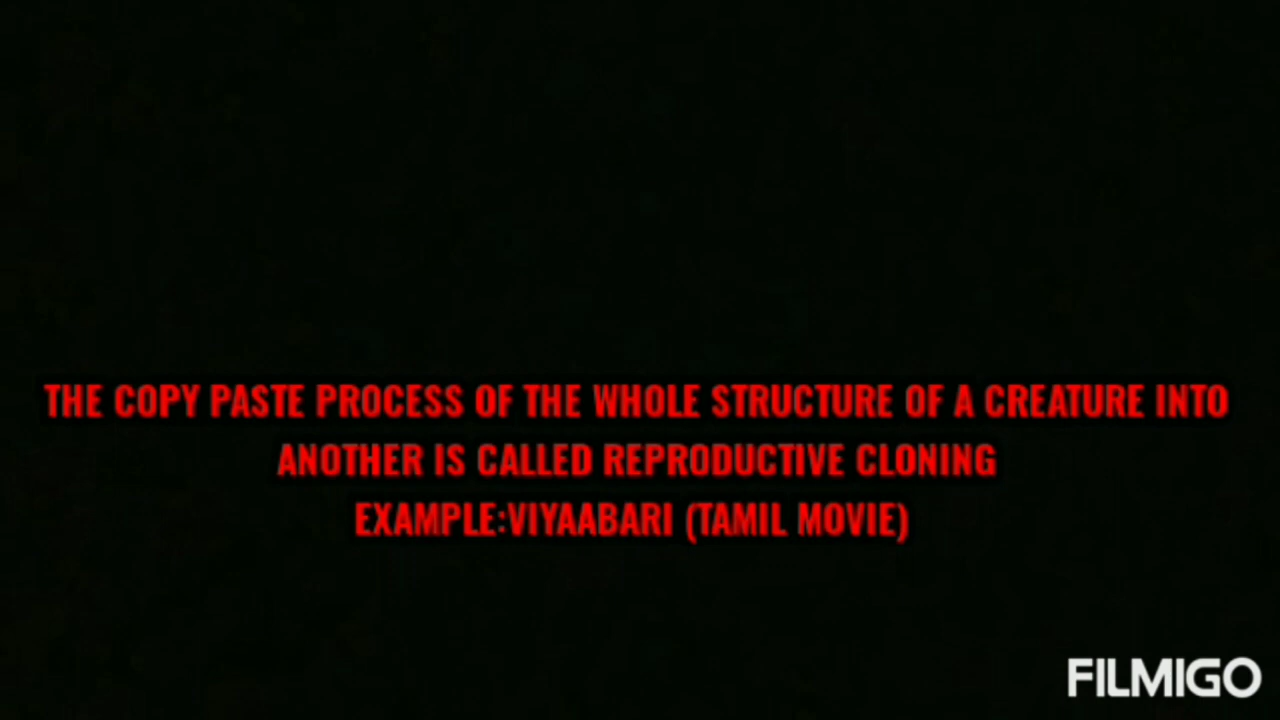 THE COPY PASTE PROCESS OF THE WHOLE STRUCTURE OF A CREATURE INTO
ANOTHER IS CALLED REPRODUCTIVE CLONING
EXAMPLE:VIYAABARI (TAMIL MOVIE)
FILMIGO